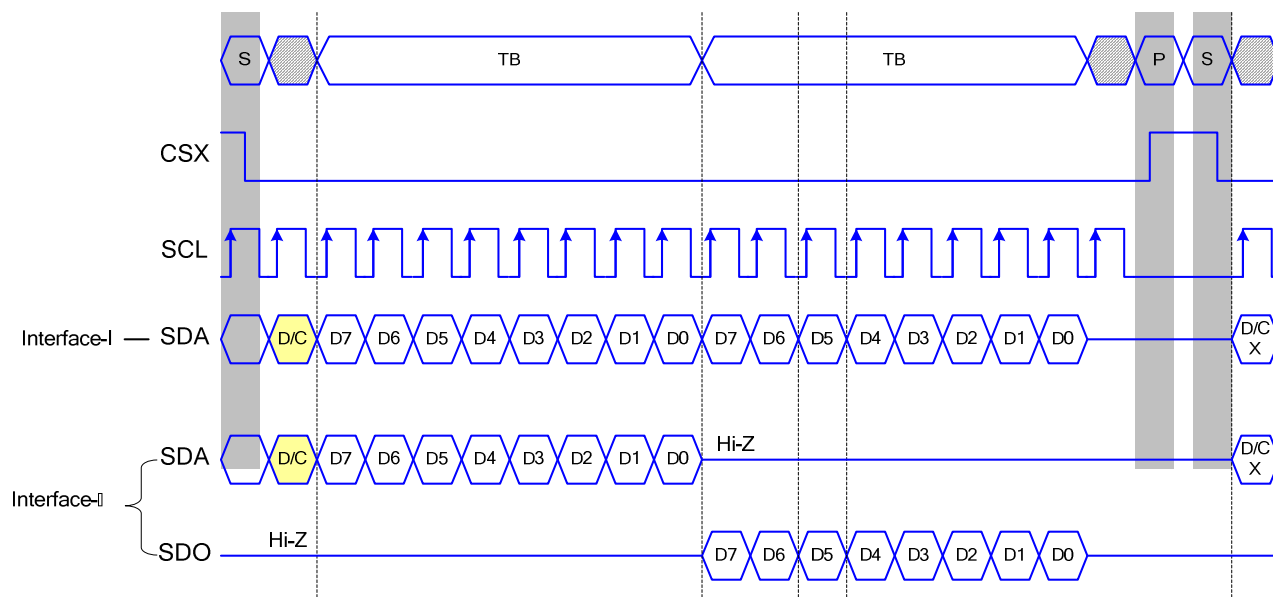 S TB TB P S
CSX
SCL
Interface-I SDA D/C D7 D6 D5 D4 D3 D2 D1 D0 D7 D6 D5 D4 D3 D2 D1 D0 D/C X
SDA D/C D7 D6 D5 D4 D3 D2 D1 D0 Hi-Z D/C X
Interface-▯
SDO Hi-Z D7 D6 D5 D4 D3 D2 D1 D0